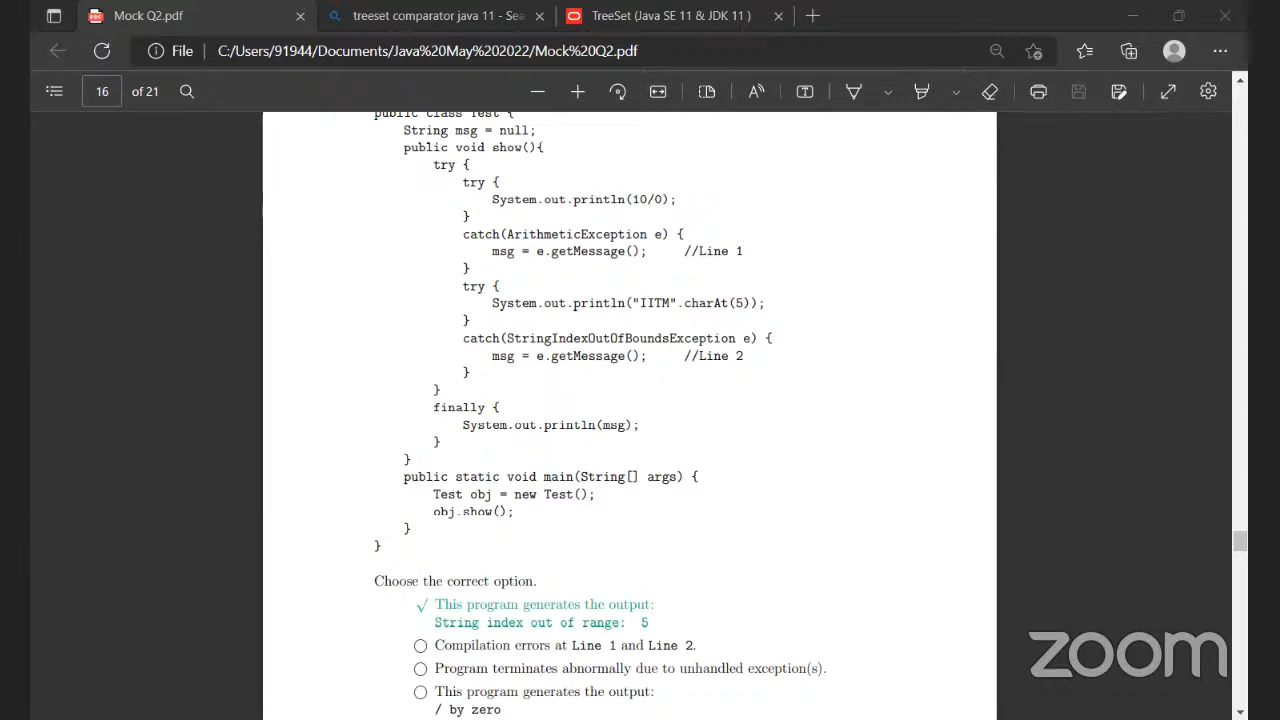 Mock Q2.pdf
treeset comparator java 11 - Sea
TreeSet (Java SE 11 & JDK 11 )
File
C:/Users/91944/Documents/Java%20May%202022/Mock%20Q2.pdf
16 of 21
public class Test {
String msg = null;
public void show(){
try {
try {
System.out.println(10/0);
}
catch(ArithmeticException e) {
msg = e.getMessage(); //Line 1
}
try {
System.out.println("IITM".charAt(5));
}
catch(StringIndexOutOfBoundsException e) {
msg = e.getMessage(); //Line 2
}
}
finally {
System.out.println(msg);
}
}
public static void main(String[] args) {
Test obj = new Test();
obj.show();
}
}
Choose the correct option.
√ This program generates the output:
String index out of range: 5
Compilation errors at Line 1 and Line 2.
Program terminates abnormally due to unhandled exception(s).
This program generates the output:
/ by zero
zoom